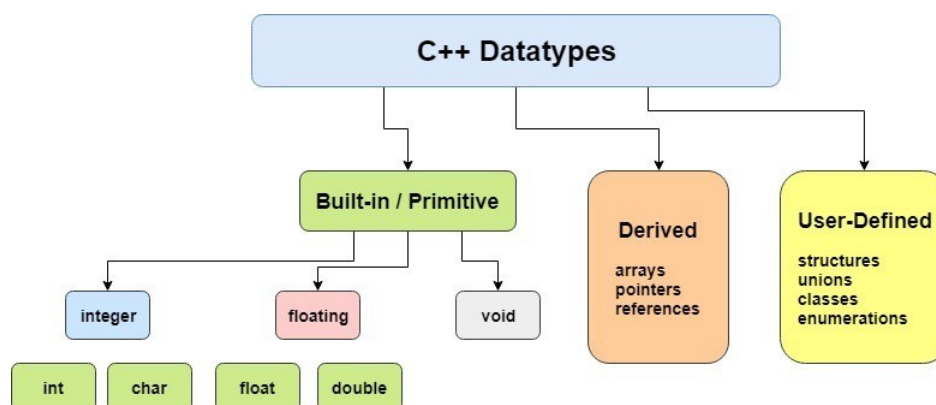 C++ Datatypes
Built-in / Primitive
Derived
arrays
pointers
references
User-Defined
structures
unions
classes
enumerations
integer
floating
void
int
char
float
double